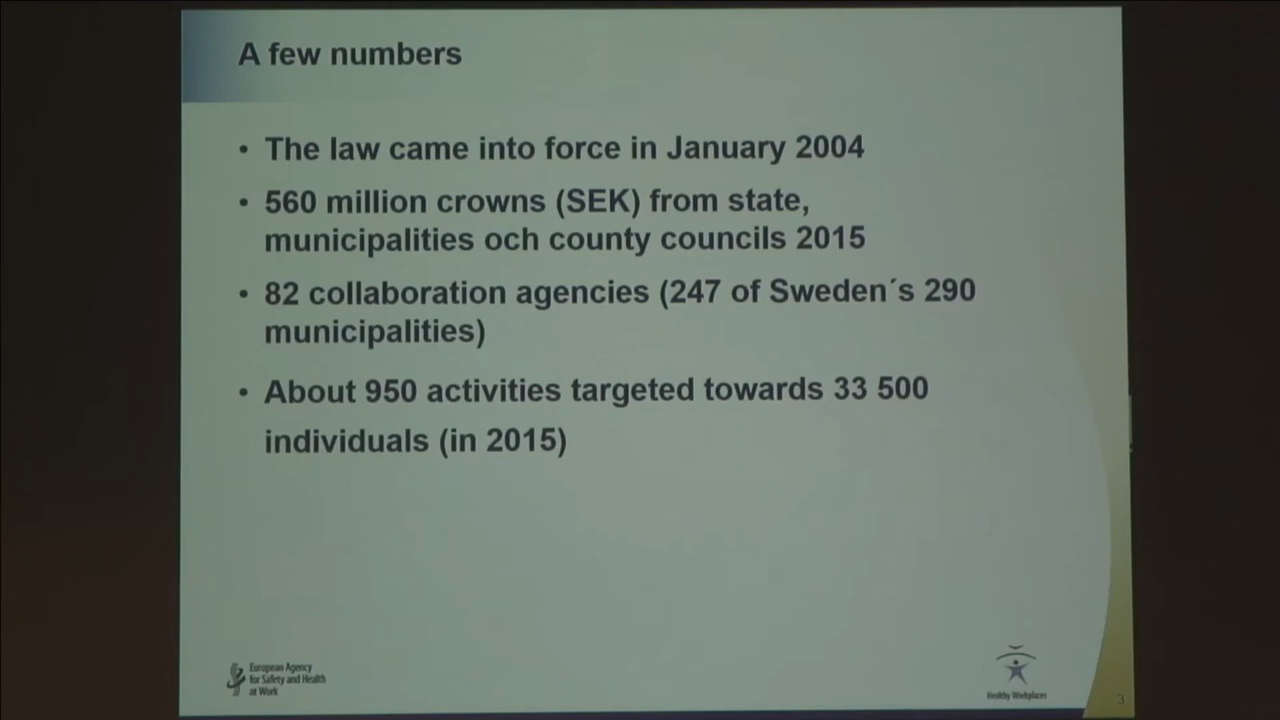 A few numbers
• The law came into force in January 2004
• 560 million crowns (SEK) from state,
municipalities och county councils 2015
• 82 collaboration agencies (247 of Sweden´s 290
municipalities)
• About 950 activities targeted towards 33 500
individuals (in 2015)
European Agency
for Safety and Health
at Work
Healthy Workplaces
3